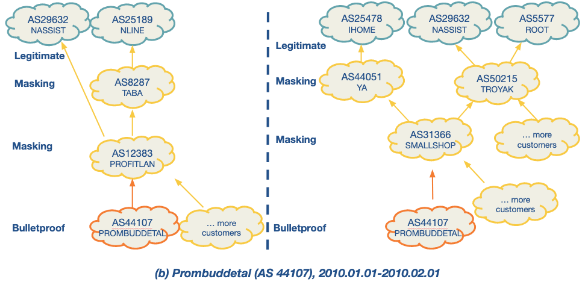 AS29632
NASSIST
AS25189
NLINE
Legitimate
Masking
AS8287
TABA
Masking
AS12383
PROFITLAN
Bulletproof
AS44107
PROMBUDDETAL
... more
customers
AS25478
IHOME
AS29632
NASSIST
AS5577
ROOT
Legitimate
Masking
AS44051
YA
AS50215
TROYAK
Masking
AS31366
SMALLSHOP
... more
customers
Bulletproof
AS44107
PROMBUDDETAL
... more
customers
(b) Prombuddetal (AS 44107), 2010.01.01-2010.02.01